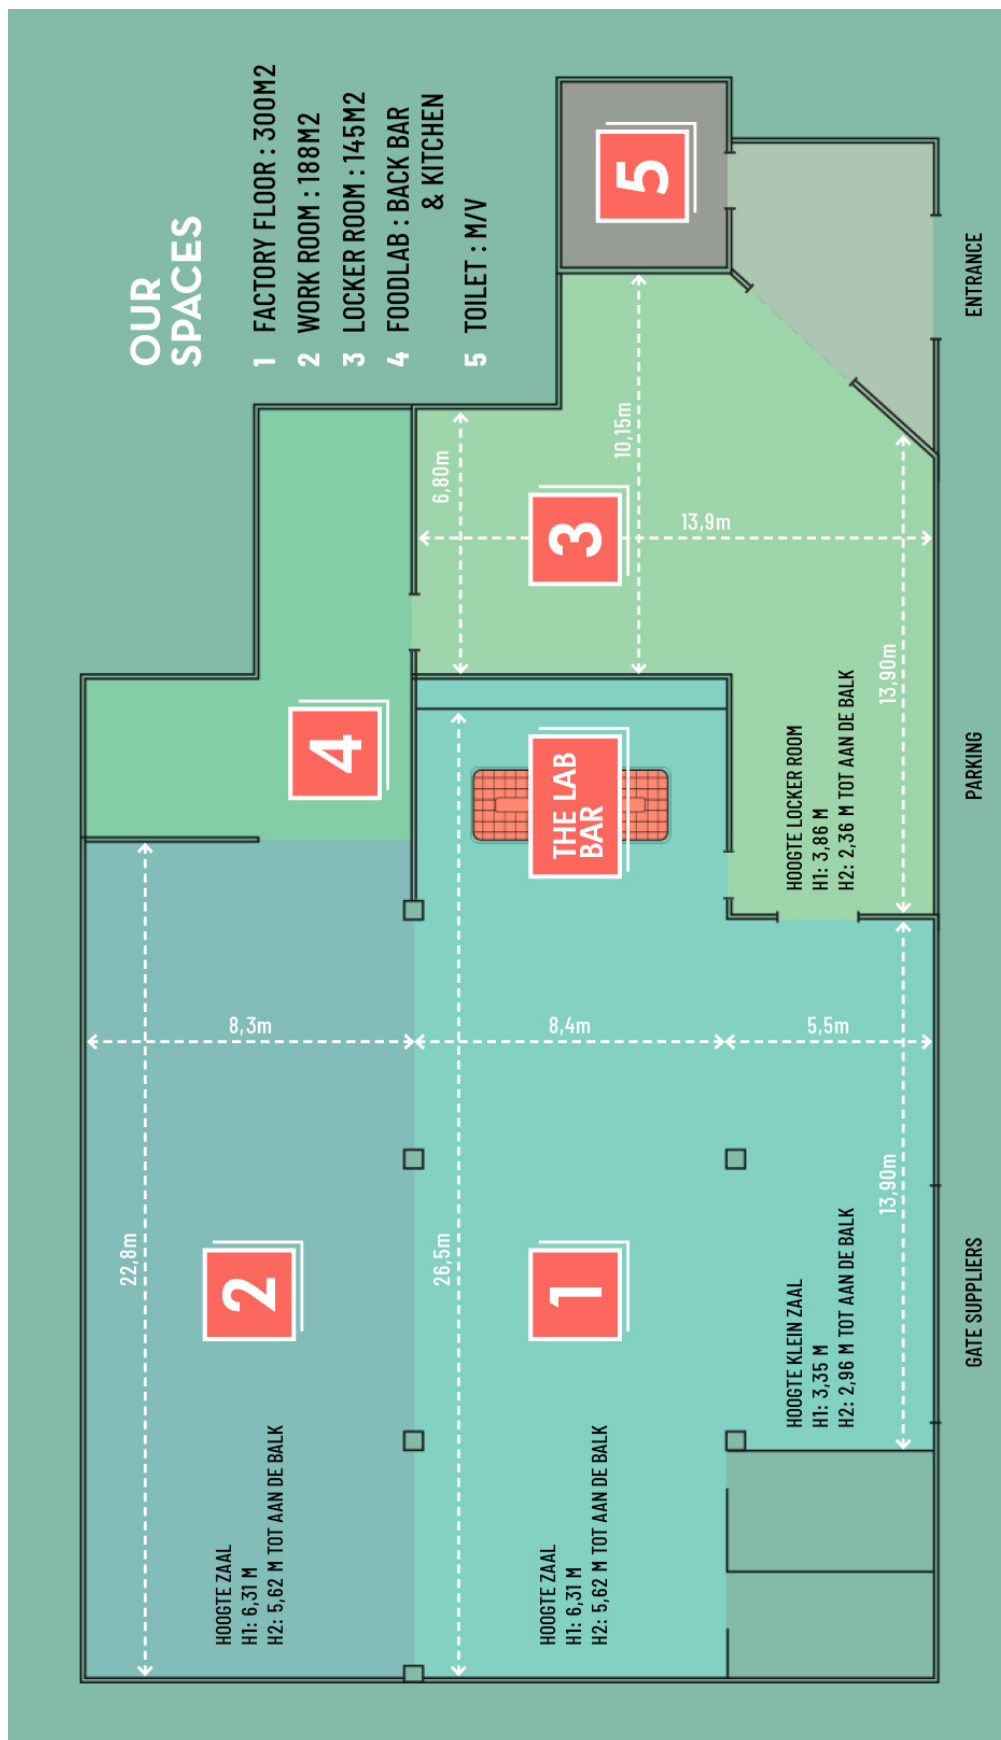 OUR
SPACES
1 FACTORY FLOOR : 300M2
2 WORK ROOM : 188M2
3 LOCKER ROOM : 145M2
4 FOODLAB : BACK BAR
& KITCHEN
5 TOILET : M/V
22,8m
8,3m
2
HOOGTE ZAAL
H1: 6,31 M
H2: 5,62 M TOT AAN DE BALK
4
26,5m
8,4m
1
HOOGTE ZAAL
H1: 6,31 M
H2: 5,62 M TOT AAN DE BALK
THE LAB
BAR
6,80m
10,15m
3
13,9m
5
5,5m
HOOGTE KLEIN ZAAL
H1: 3,35 M
H2: 2,96 M TOT AAN DE BALK
13,90m
HOOGTE LOCKER ROOM
H1: 3,86 M
H2: 2,36 M TOT AAN DE BALK
13,90m
GATE SUPPLIERS
PARKING
ENTRANCE